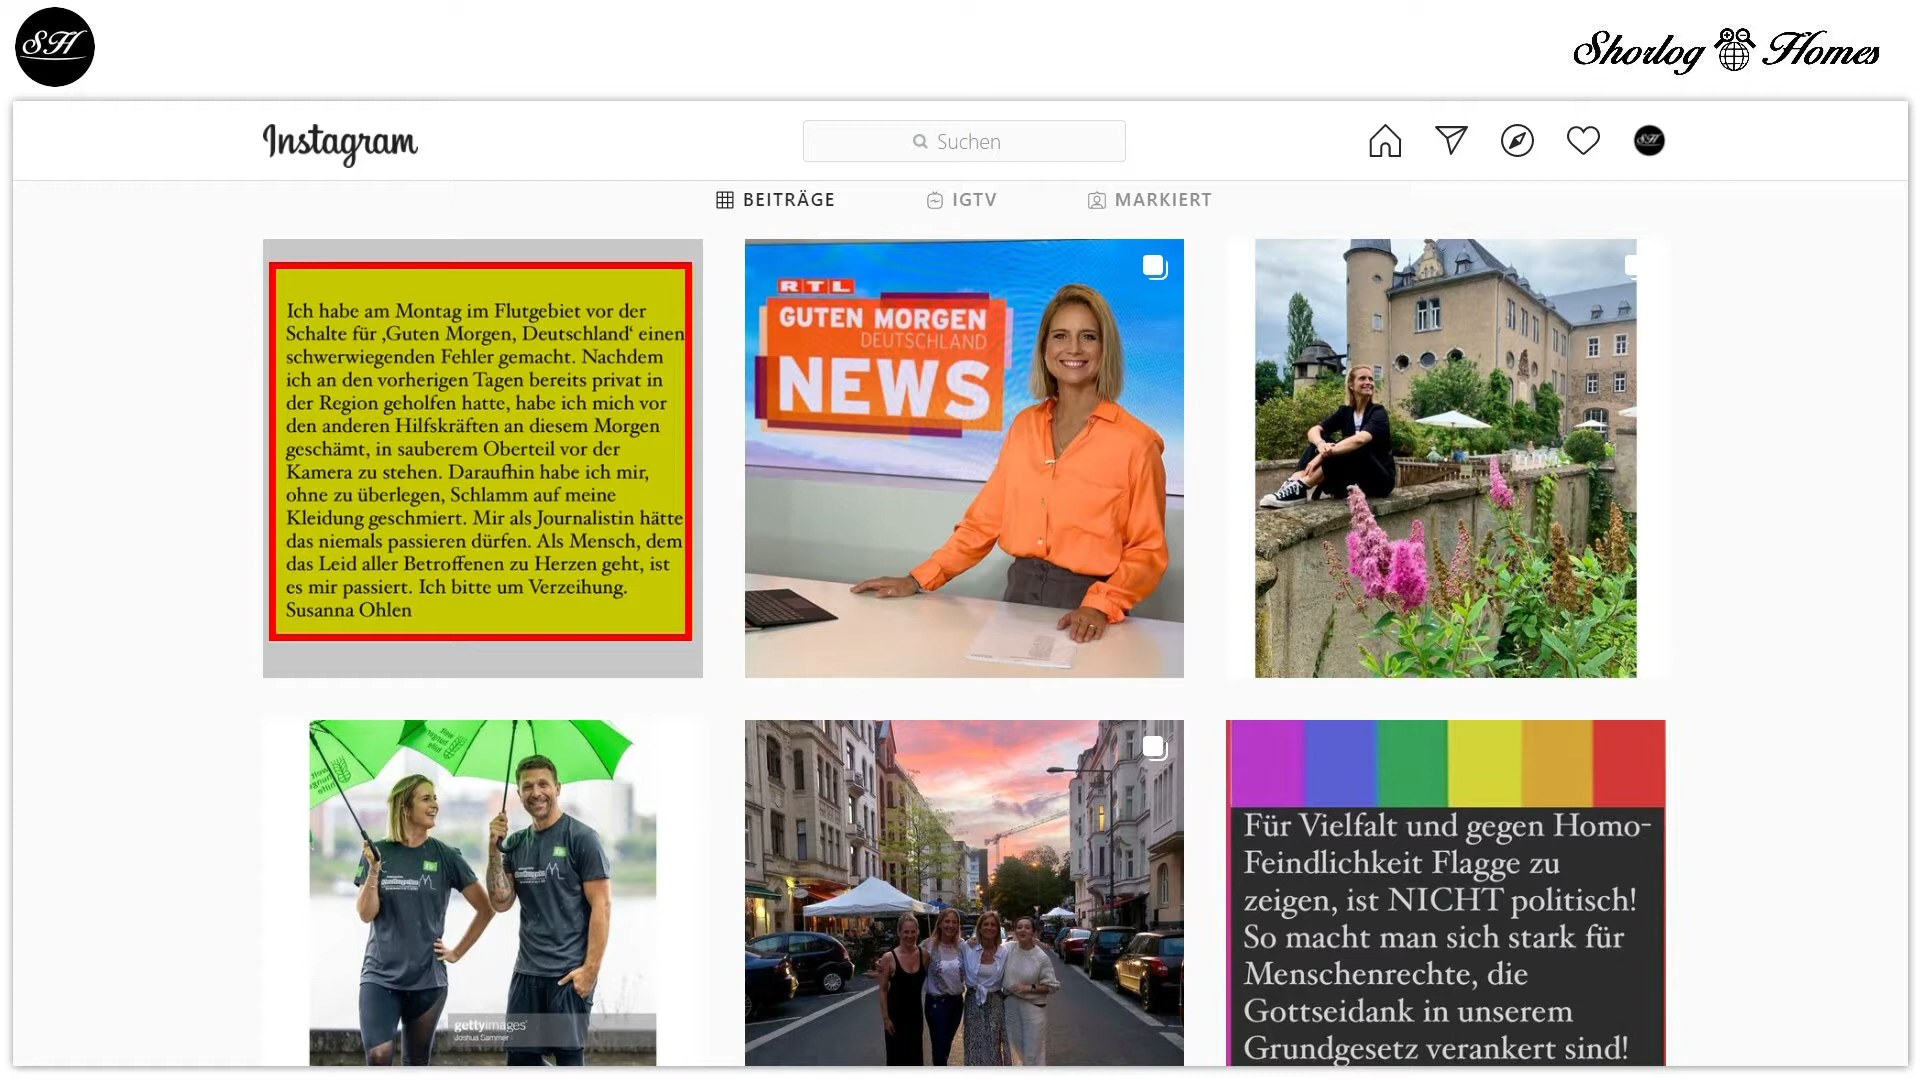 SH
Shorlog Homes
Instagram
Suchen
SH
BEITRÄGE
IGTV
MARKIERT
Ich habe am Montag im Flutgebiet vor der
Schalte für ‚Guten Morgen, Deutschland‘ einen
schwerwiegenden Fehler gemacht. Nachdem
ich an den vorherigen Tagen bereits privat in
der Region geholfen hatte, habe ich mich vor
den anderen Hilfskräften an diesem Morgen
geschämt, in sauberem Oberteil vor der
Kamera zu stehen. Daraufhin habe ich mir,
ohne zu überlegen, Schlamm auf meine
Kleidung geschmiert. Mir als Journalistin hätte
das niemals passieren dürfen. Als Mensch, dem
das Leid aller Betroffenen zu Herzen geht, ist
es mir passiert. Ich bitte um Verzeihung.
Susanna Ohlen
RTL
GUTEN MORGEN
DEUTSCHLAND
NEWS
gettyimages
Joshua Sammer
Für Vielfalt und gegen Homo-
Feindlichkeit Flagge zu
zeigen, ist NICHT politisch!
So macht man sich stark für
Menschenrechte, die
Gottseidank in unserem
Grundgesetz verankert sind!